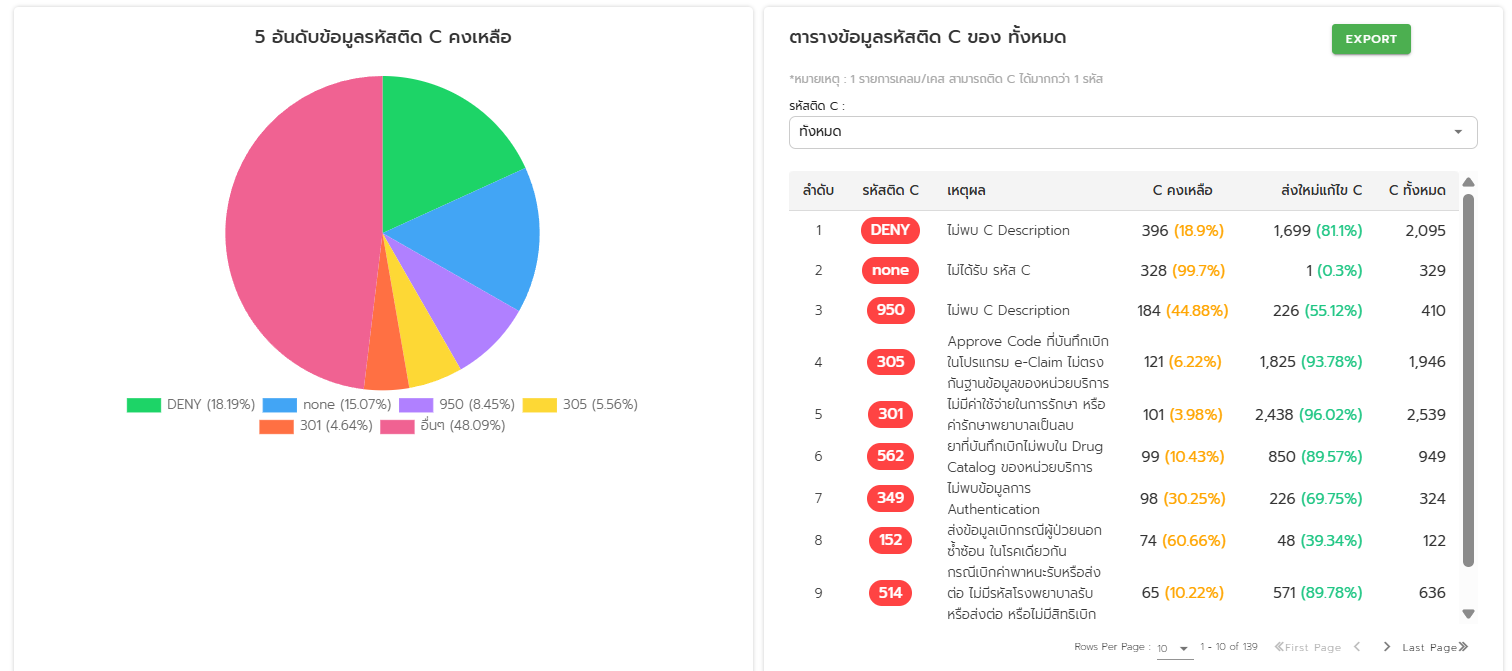 5 อันดับข้อมูลรหัสติด C คงเหลือ
DENY (18.19%) none (15.07%) 950 (8.45%) 305 (5.56%)
301 (4.64%) อื่นๆ (48.09%)
ตารางข้อมูลรหัสติด C ของ ทั้งหมด
EXPORT
*หมายเหตุ : 1 รายการเคลม/เคส สามารถติด C ได้มากกว่า 1 รหัส
รหัสติด C :
ทั้งหมด
ลำดับ รหัสติด C เหตุผล C คงเหลือ ส่งใหม่แก้ไข C C ทั้งหมด
1 DENY ไม่พบ C Description 396 (18.9%) 1,699 (81.1%) 2,095
2 none ไม่ได้รับ รหัส C 328 (99.7%) 1 (0.3%) 329
3 950 ไม่พบ C Description 184 (44.88%) 226 (55.12%) 410
Approve Code ที่บันทึกเบิก
4 305 ในโปรแกรม e-Claim ไม่ตรง 121 (6.22%) 1,825 (93.78%) 1,946
กันฐานข้อมูลของหน่วยบริการ
ไม่มีค่าใช้จ่ายในการรักษา หรือ
5 301 101 (3.98%) 2,438 (96.02%) 2,539
ค่ารักษาพยาบาลเป็นลบ
ยาที่บันทึกเบิกไม่พบใน Drug
6 562 99 (10.43%) 850 (89.57%) 949
Catalog ของหน่วยบริการ
ไม่พบข้อมูลการ
7 349 98 (30.25%) 226 (69.75%) 324
Authentication
ส่งข้อมูลเบิกกรณีผู้ป่วยนอก
8 152 74 (60.66%) 48 (39.34%) 122
ซ้ำซ้อน ในโรคเดียวกัน
กรณีเบิกค่าพาหนะรับหรือส่ง
9 514 ต่อ ไม่มีรหัสโรงพยาบาลรับ 65 (10.22%) 571 (89.78%) 636
หรือส่งต่อ หรือไม่มีสิทธิเบิก
Rows Per Page : 10 1 - 10 of 139 First Page Last Page